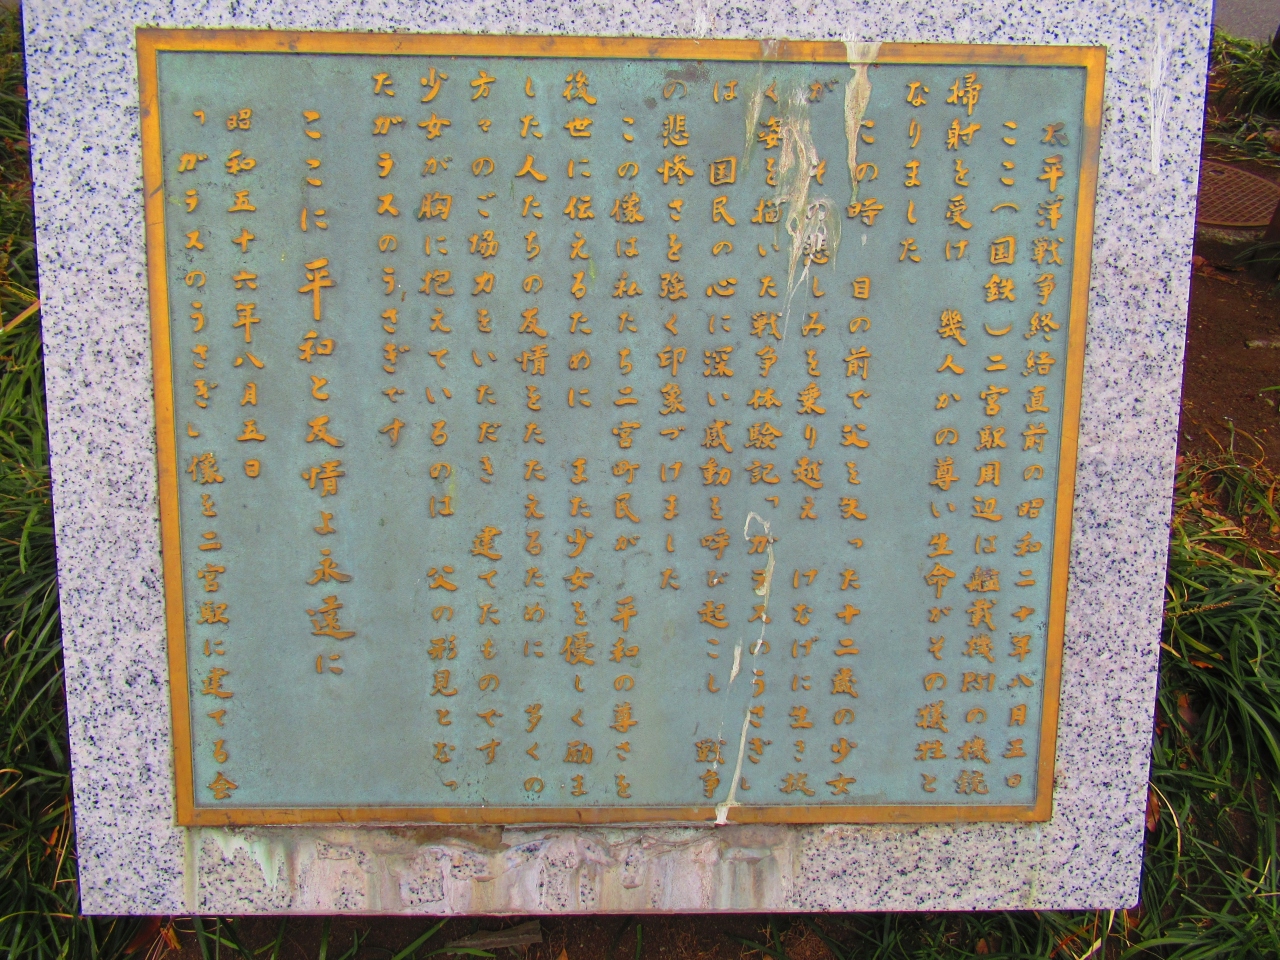 太平洋戦争終結直前の昭和二十年八月五日
ここ(国鉄)二宮駅周辺は艦載機の機銃
掃射を受け 幾人かの尊い生命がその犠牲と
なりました
この時 目の前で父を失った十二歳の少女
が その悲しみを乗り越え けなげに生き抜
く姿を描いた戦争体験記「ガラスのうさぎ」
は 国民の心に深い感動を呼び起こし 戦争
の悲惨さを強く印象づけました
この像は私たち二宮町民が 平和の尊さを
後世に伝えるために また少女を優しく励ま
した人たちの友情をたたえるために 多くの
方々のご協力をいただき 建てたものです
少女が胸に抱えているのは 父の形見となっ
たガラスのうさぎです
ここに 平和と友情よ永遠に
昭和五十六年八月五日
「ガラスのうさぎ」像を二宮駅に建てる会